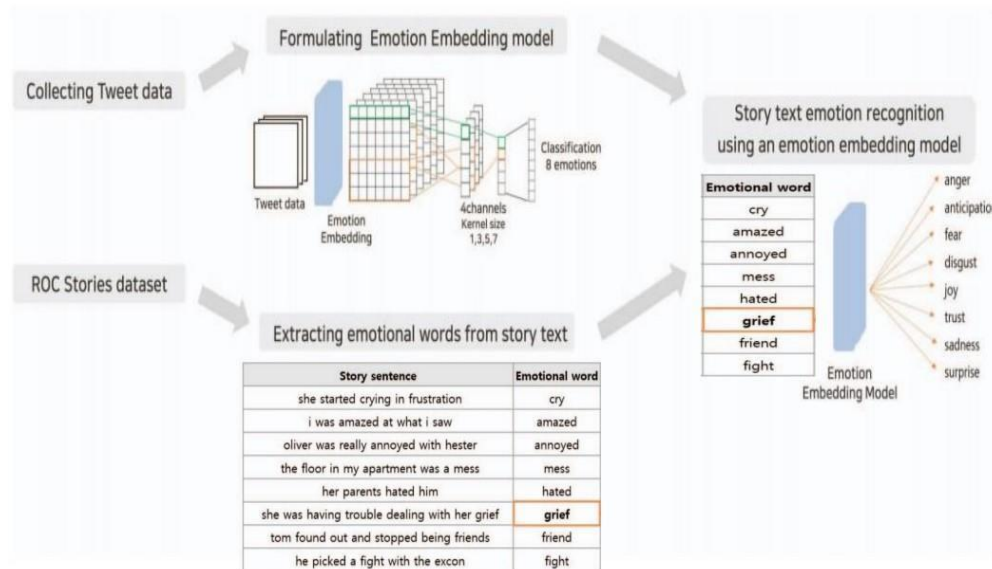 Formulating Emotion Embedding model
Collecting Tweet data
Tweet data
Emotion
Embedding
4channels
Kernel size
1,3,5,7
Classification
8 emotions
ROC Stories dataset
Extracting emotional words from story text
Story sentence Emotional word
she started crying in frustration cry
i was amazed at what i saw amazed
oliver was really annoyed with hester annoyed
the floor in my apartment was a mess mess
her parents hated him hated
she was having trouble dealing with her grief grief
tom found out and stopped being friends friend
he picked a fight with the excon fight
Story text emotion recognition
using an emotion embedding model
Emotional word
cry
amazed
annoyed
mess
hated
grief
friend
fight
Emotion
Embedding Model
anger
anticipatio
fear
disgust
joy
trust
sadness
surprise